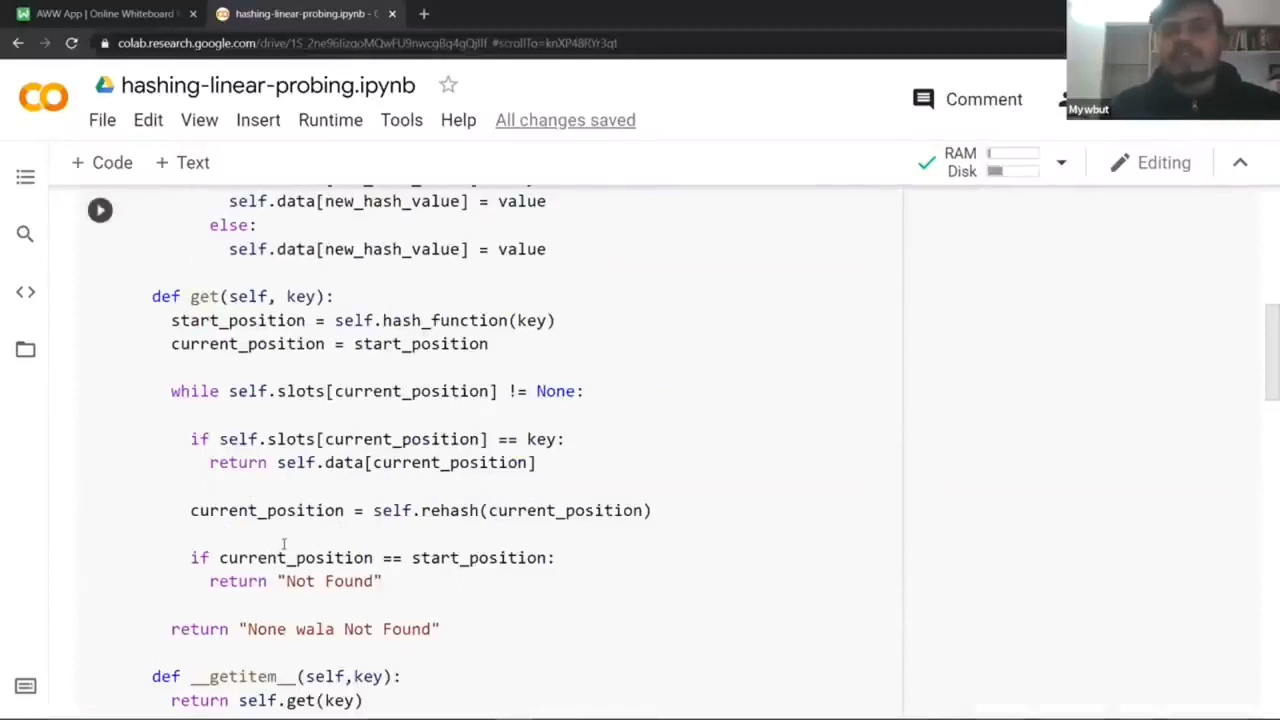 AWW App | Online Whiteboard
hashing-linear-probing.ipynb - C
hashing-linear-probing.ipynb
File Edit View Insert Runtime Tools Help All changes saved
Comment
Mywbut
+ Code + Text
RAM
Disk
Editing
self.data[new_hash_value] = value
else:
self.data[new_hash_value] = value
def get(self, key):
start_position = self.hash_function(key)
current_position = start_position
while self.slots[current_position] != None:
if self.slots[current_position] == key:
return self.data[current_position]
current_position = self.rehash(current_position)
if current_position == start_position:
return "Not Found"
return "None wala Not Found"
def __getitem__(self,key):
return self.get(key)